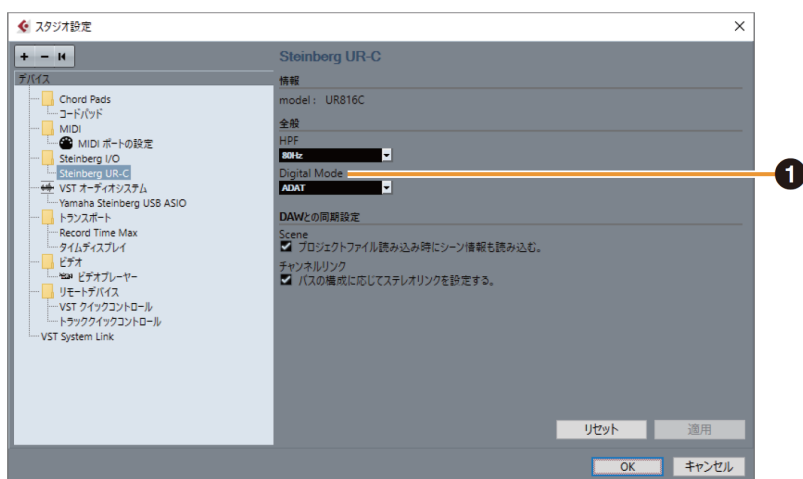 スタジオ設定
デバイス
Chord Pads
コードパッド
MIDI
MIDI ポートの設定
Steinberg I/O
Steinberg UR-C
VST オーディオシステム
Yamaha Steinberg USB ASIO
トランスポート
Record Time Max
タイムディスプレイ
ビデオ
ビデオプレーヤー
リモートデバイス
VST クイックコントロール
トラッククイックコントロール
VST System Link
Steinberg UR-C
情報
model : UR816C
全般
HPF
80Hz
Digital Mode
ADAT
1
DAWとの同期設定
Scene
プロジェクトファイル読み込み時にシーン情報も読み込む。
チャンネルリンク
バスの構成に応じてステレオリンクを設定する。
リセット
適用
OK
キャンセル